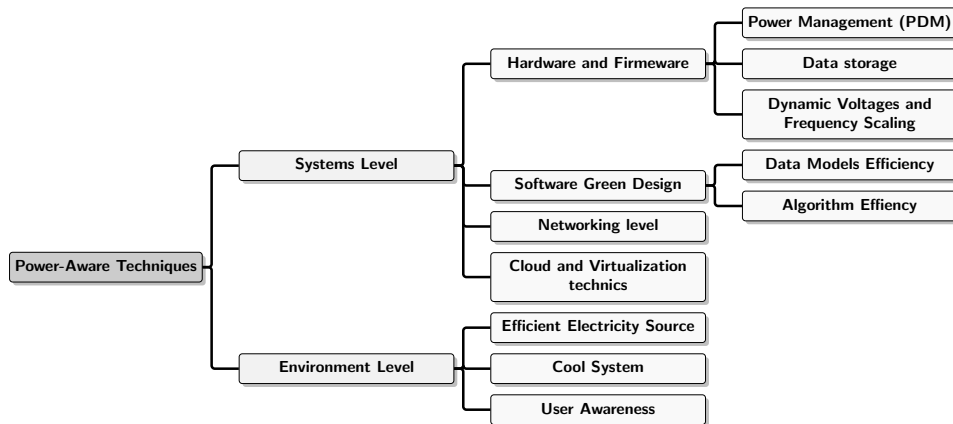 Power-Aware Techniques
Systems Level
Hardware and Firmeware
Power Management (PDM)
Data storage
Dynamic Voltages and
Frequency Scaling
Software Green Design
Data Models Efficiency
Algorithm Effiency
Networking level
Cloud and Virtualization
technics
Environment Level
Efficient Electricity Source
Cool System
User Awareness